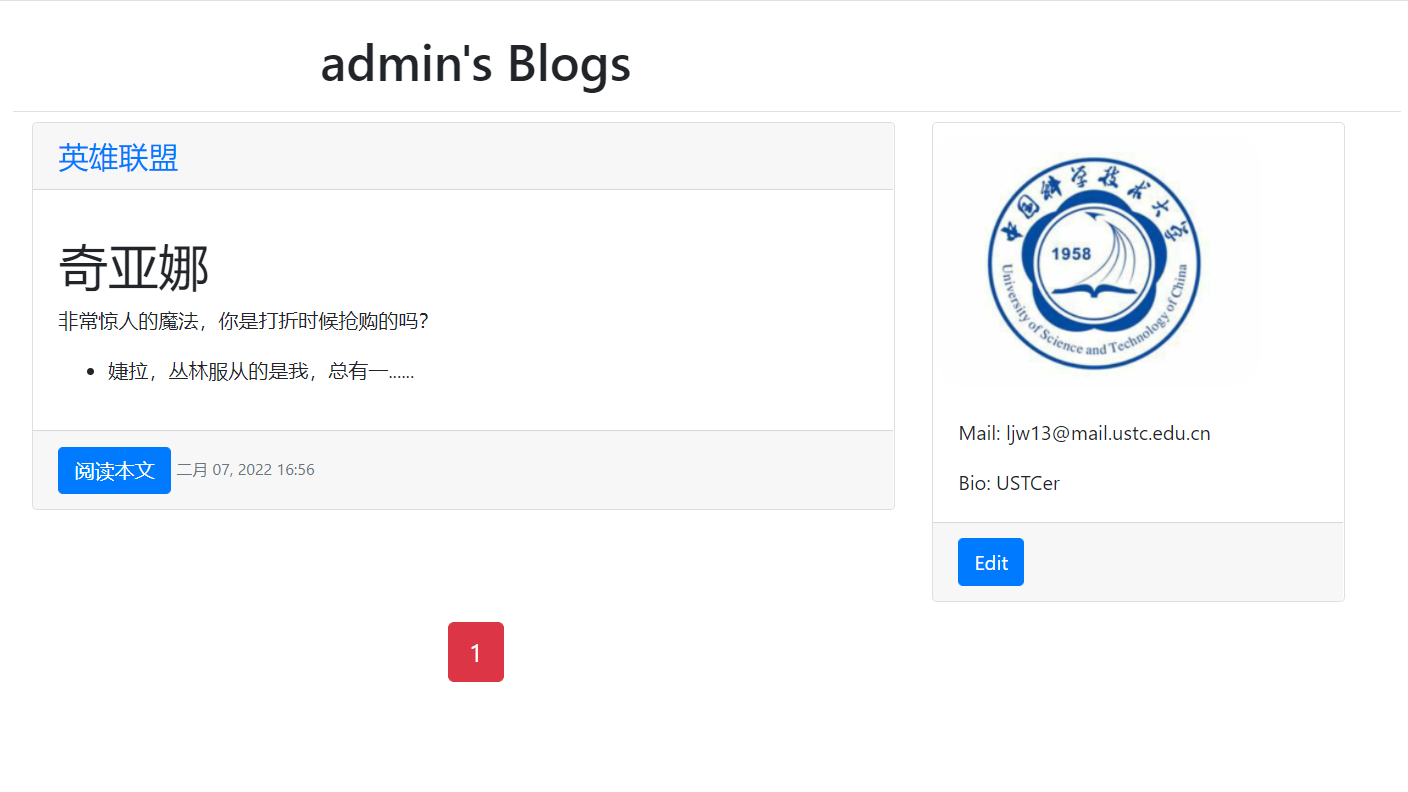 admin's Blogs
英雄联盟
奇亚娜
非常惊人的魔法，你是打折时候抢购的吗？
婕拉，丛林服从的是我，总有一......
阅读本文 二月 07, 2022 16:56
1
中国科学技术大学
1958
University of Science and Technology of China
Mail: ljw13@mail.ustc.edu.cn
Bio: USTCer
Edit